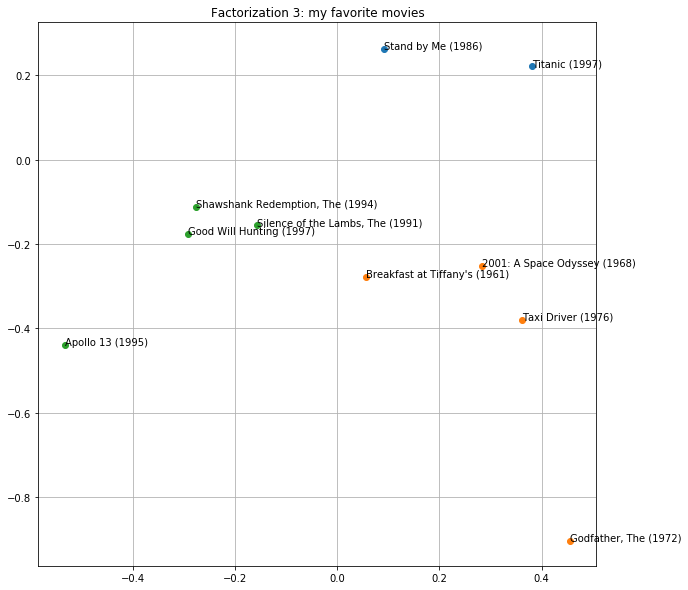 Factorization 3: my favorite movies
Stand by Me (1986)
Titanic (1997)
0.2
0.0
Shawshank Redemption, The (1994)
Silence of the Lambs, The (1991)
Good Will Hunting (1997)
−0.2
2001: A Space Odyssey (1968)
Breakfast at Tiffany's (1961)
Taxi Driver (1976)
−0.4
Apollo 13 (1995)
−0.6
−0.8
Godfather, The (1972)
−0.4 −0.2 0.0 0.2 0.4